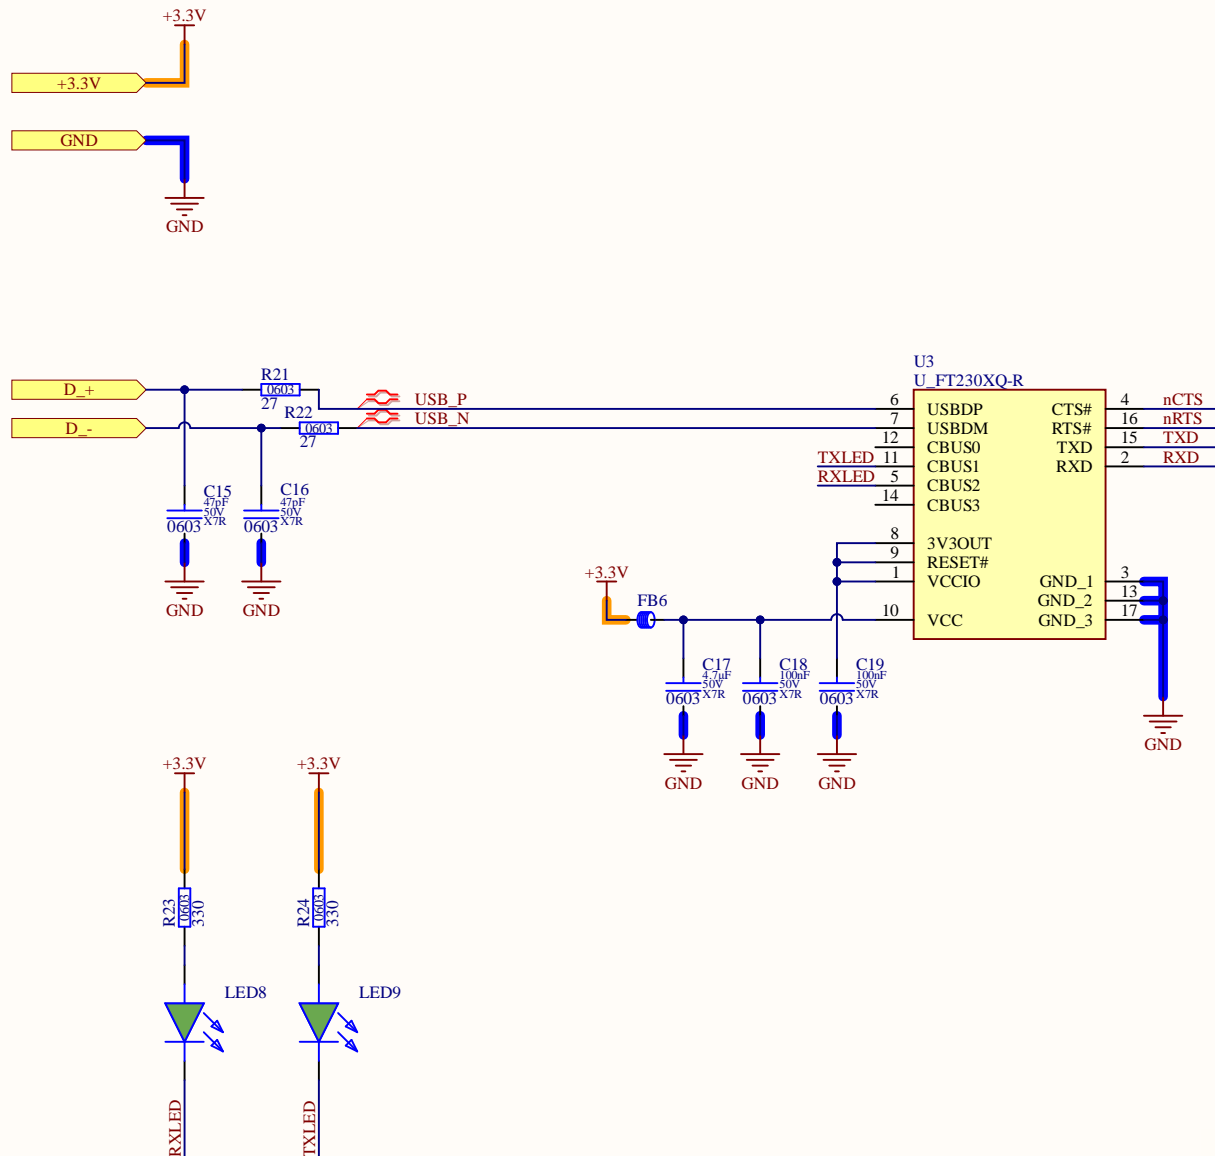 +3.3V
+3.3V
GND
GND
D_+
D_-
R21
0603
27
R22
0603
27
USB_P
USB_N
C15
47pF
50V
X7R
0603
GND
C16
47pF
50V
X7R
0603
GND
U3
U_FT230XQ-R
6 USBDP
7 USBDM
12 CBUS0
TXLED 11 CBUS1
RXLED 5 CBUS2
14 CBUS3
8 3V3OUT
9 RESET#
1 VCCIO
10 VCC
CTS# 4 nCTS
RTS# 16 nRTS
TXD 15 TXD
RXD 2 RXD
GND_1 3
GND_2 13
GND_3 17
GND
+3.3V
FB6
C17
4.7µF
50V
X7R
0603
GND
C18
100nF
50V
X7R
0603
GND
C19
100nF
50V
X7R
0603
GND
+3.3V
R23
0603
330
LED8
RXLED
+3.3V
R24
0603
330
LED9
TXLED